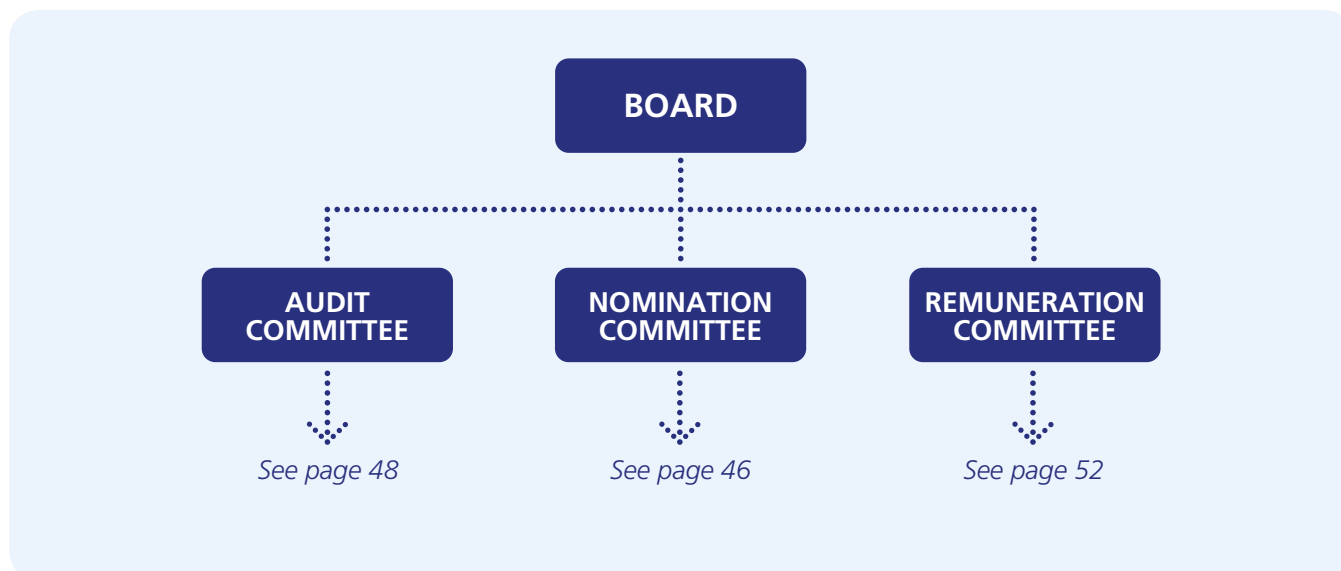 BOARD
AUDIT
COMMITTEE
NOMINATION
COMMITTEE
REMUNERATION
COMMITTEE
See page 48
See page 46
See page 52